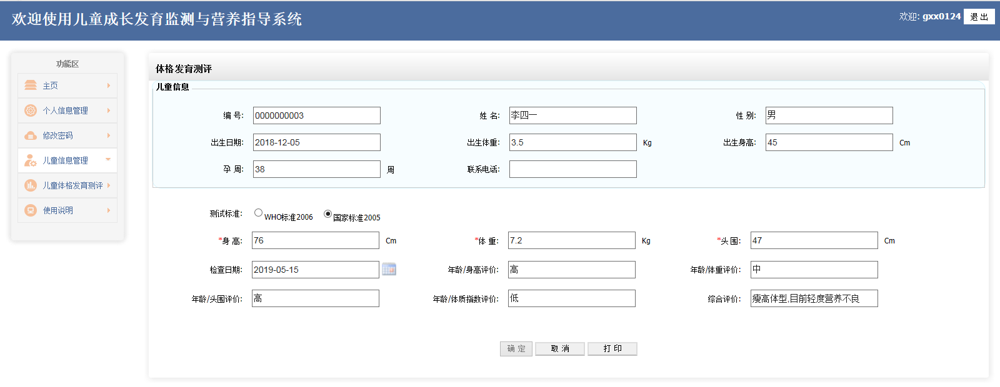 欢迎使用儿童成长发育监测与营养指导系统
欢迎: gxx0124 退 出
功能区
主页
个人信息管理
修改密码
儿童信息管理
儿童体格发育测评
使用说明
体格发育测评
儿童信息
编 号: 0000000003 姓 名: 李四一 性 别: 男
出生日期: 2018-12-05 出生体重: 3.5 Kg 出生身高: 45 Cm
孕 周: 38 周 联系电话:
测试标准: WHO标准2006 国家标准2005
*身 高: 76 Cm *体 重: 7.2 Kg *头 围: 47 Cm
检查日期: 2019-05-15 年龄/身高评价: 高 年龄/体重评价: 中
年龄/头围评价: 高 年龄/体质指数评价: 低 综合评价: 瘦高体型,目前轻度营养不良
确 定 取 消 打 印